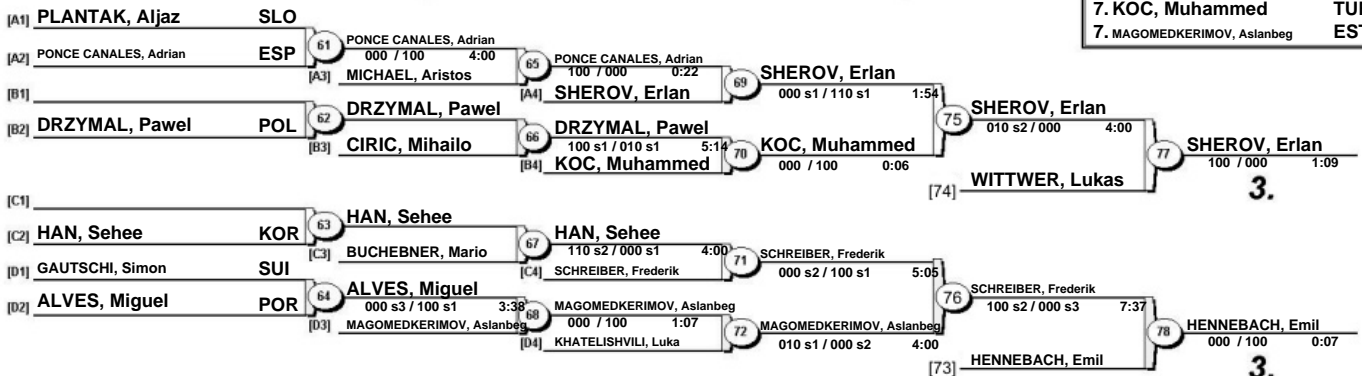 7. KOC, Muhammed
7. MAGOMEDKERIMOV, Aslanbeg EST
[A1] PLANTAK, Aljaz SLO
[A2] PONCE CANALES, Adrian ESP
61 PONCE CANALES, Adrian
000 / 100 4:00
[A3] MICHAEL, Aristos
65 PONCE CANALES, Adrian
100 / 000 0:22
[A4] SHEROV, Erlan
69 SHEROV, Erlan
000 s1 / 110 s1 1:54
[B1]
[B2] DRZYMAL, Pawel POL
62 DRZYMAL, Pawel
[B3] CIRIC, Mihailo
66 DRZYMAL, Pawel
100 s1 / 010 s1 5:14
[B4] KOC, Muhammed
70 KOC, Muhammed
000 / 100 0:06
75 SHEROV, Erlan
010 s2 / 000 4:00
[74] WITTWER, Lukas
77 SHEROV, Erlan
100 / 000 1:09
3.
[C1]
[C2] HAN, Sehee KOR
63 HAN, Sehee
[C3] BUCHEBNER, Mario
67 HAN, Sehee
110 s2 / 000 s1 4:00
[C4] SCHREIBER, Frederik
71 SCHREIBER, Frederik
000 s2 / 100 s1 5:05
[D1] GAUTSCHI, Simon SUI
[D2] ALVES, Miguel POR
64 ALVES, Miguel
000 s3 / 100 s1 3:38
[D3] MAGOMEDKERIMOV, Aslanbeg
68 MAGOMEDKERIMOV, Aslanbeg
000 / 100 1:07
[D4] KHATELISHVILI, Luka
72 MAGOMEDKERIMOV, Aslanbeg
010 s1 / 000 s2 4:00
76 SCHREIBER, Frederik
100 s2 / 000 s3 7:37
[73] HENNEBACH, Emil
78 HENNEBACH, Emil
000 / 100 0:07
3.